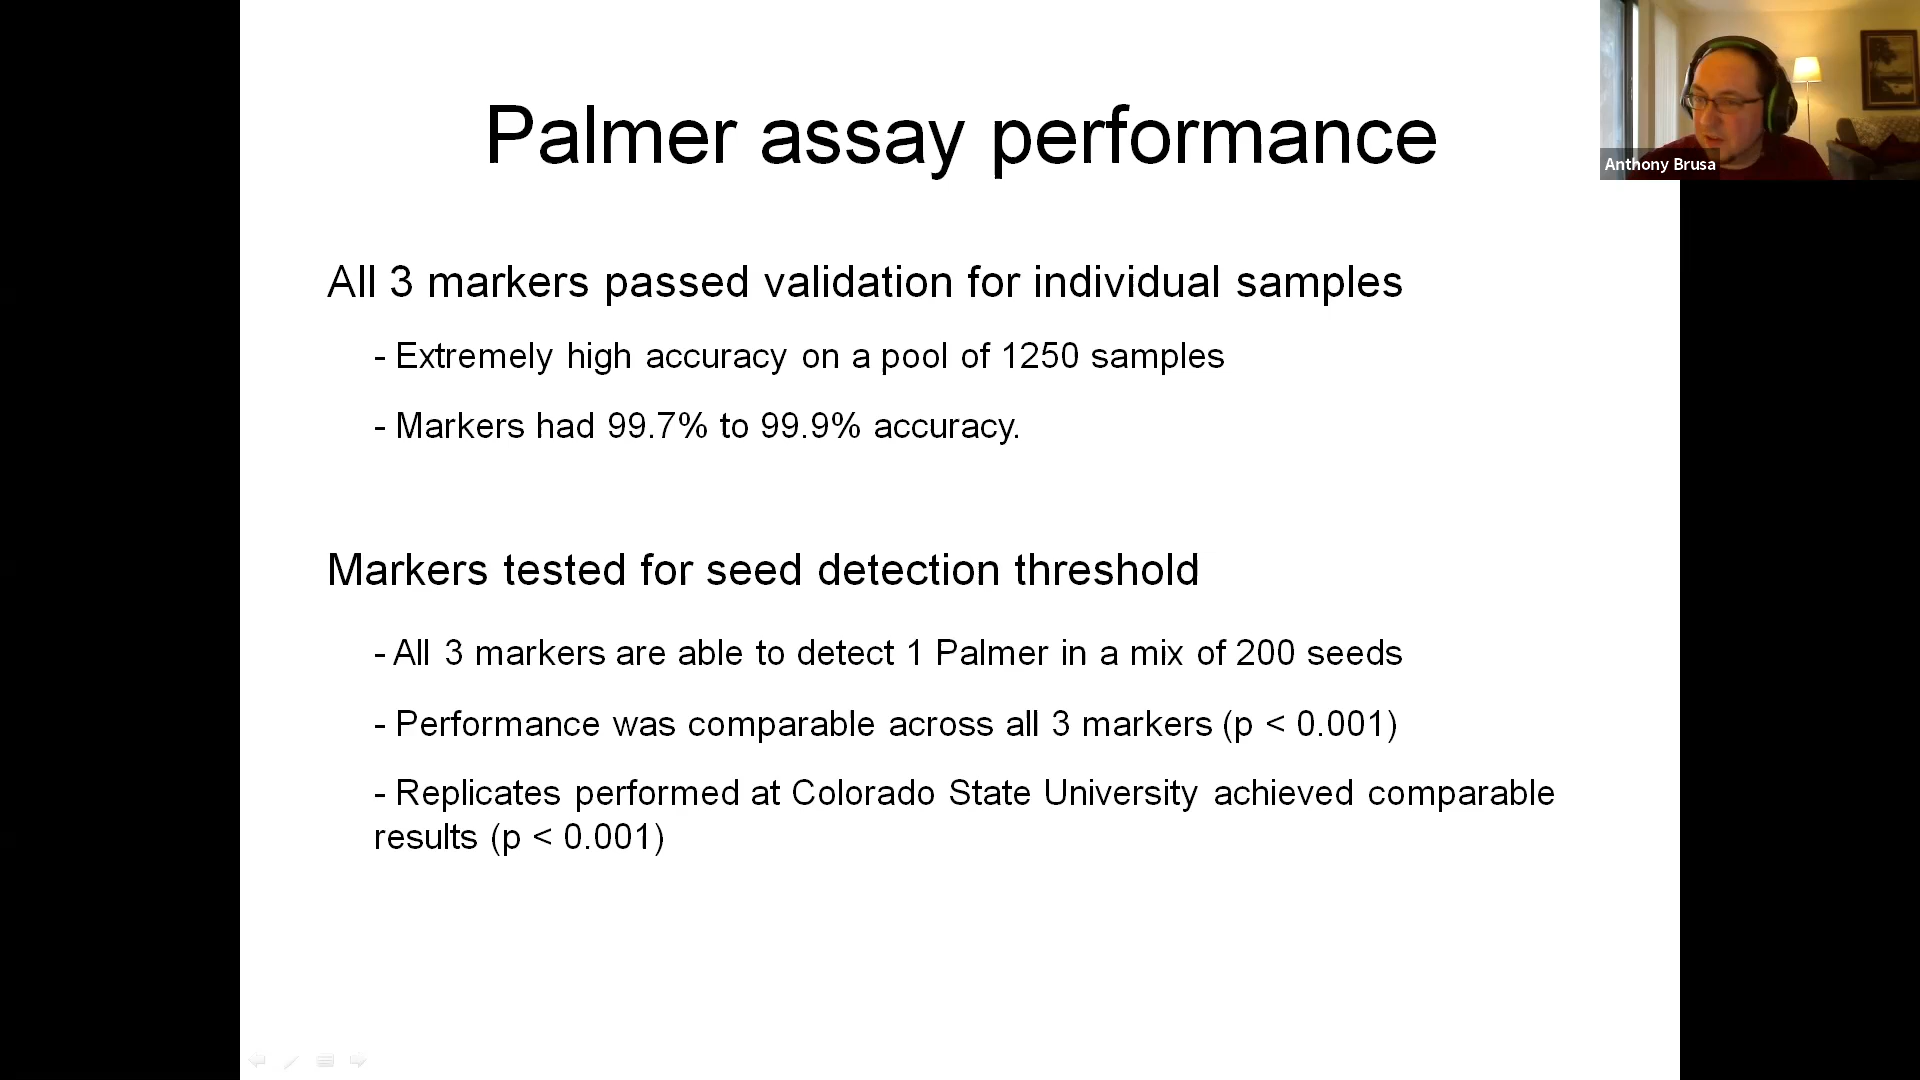 Palmer assay performance
Anthony Brusa
All 3 markers passed validation for individual samples
- Extremely high accuracy on a pool of 1250 samples
- Markers had 99.7% to 99.9% accuracy.
Markers tested for seed detection threshold
- All 3 markers are able to detect 1 Palmer in a mix of 200 seeds
- Performance was comparable across all 3 markers (p < 0.001)
- Replicates performed at Colorado State University achieved comparable
results (p < 0.001)